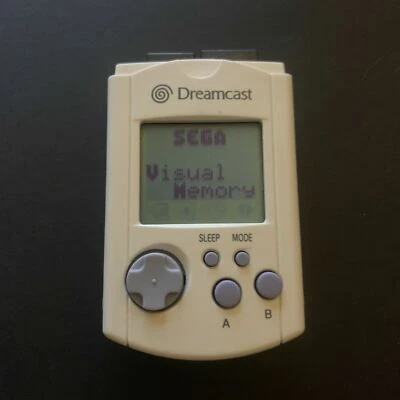 Dreamcast
SEGA
Visual
Memory
SLEEP MODE
A
B